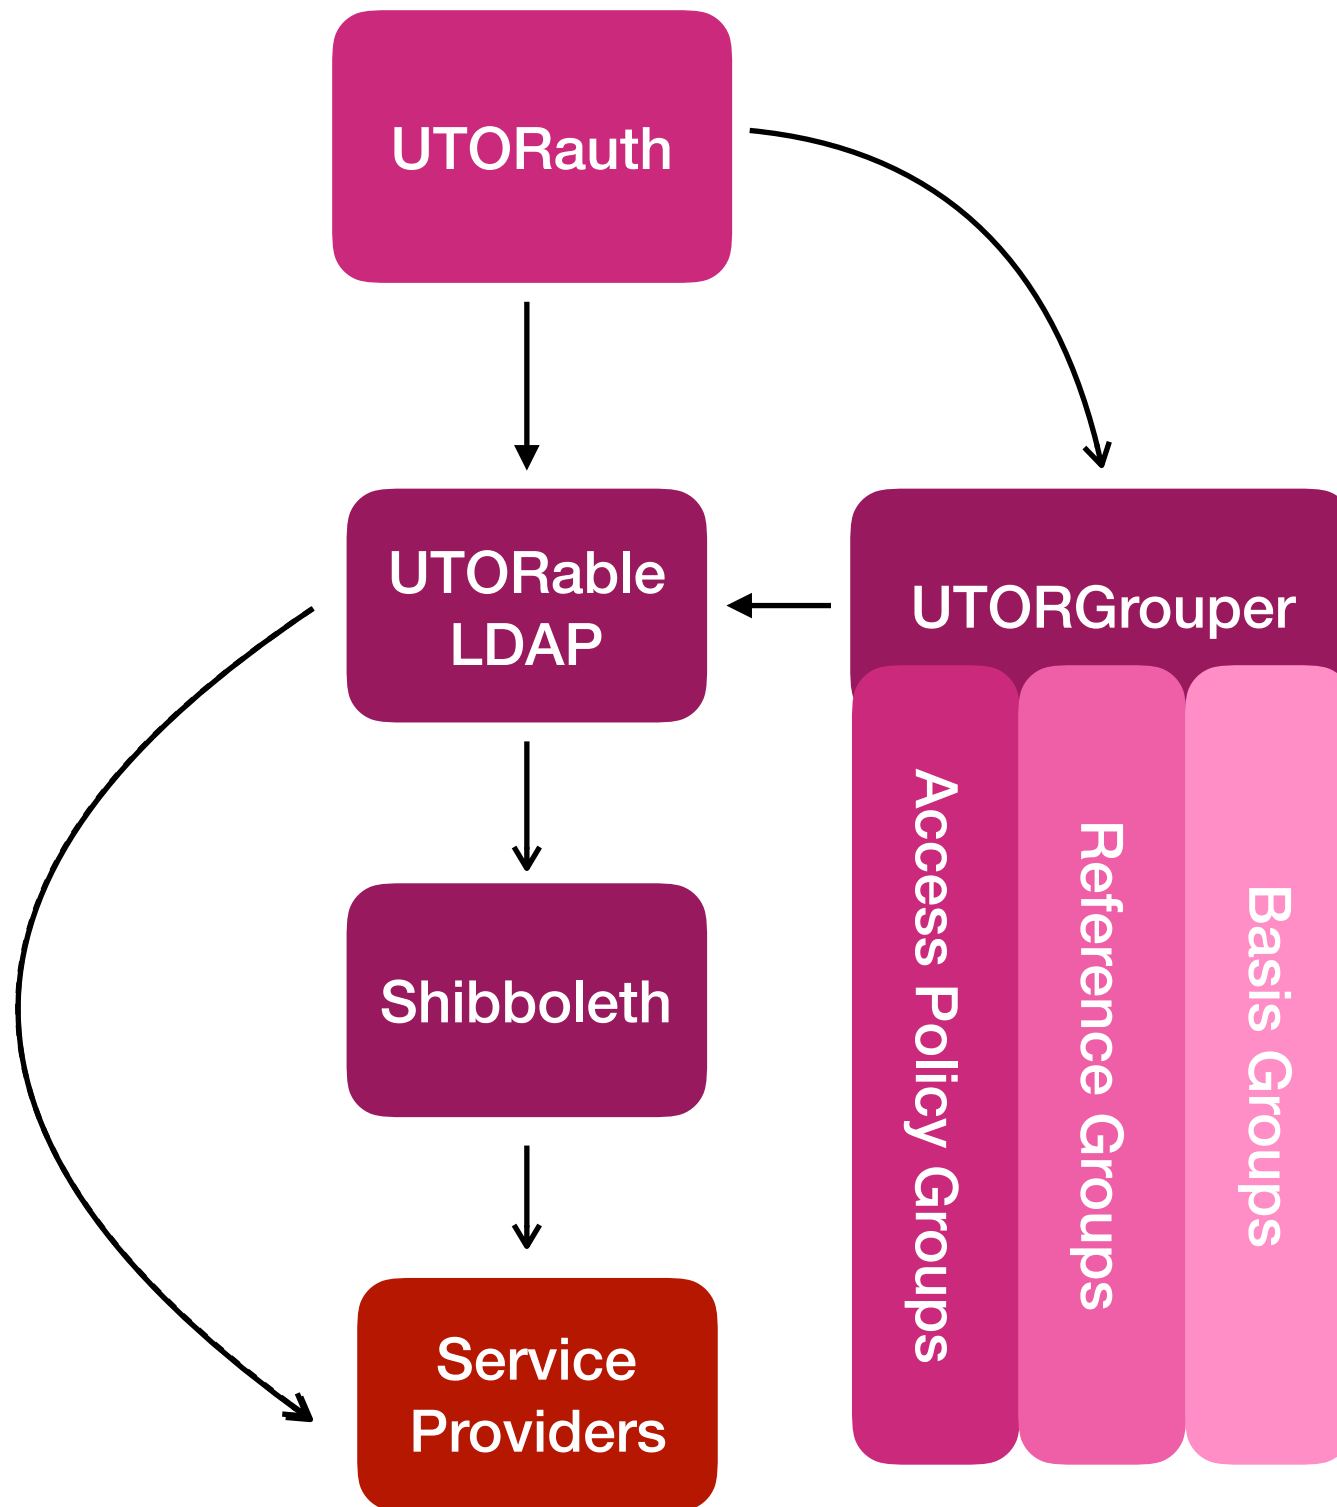 UTORauth
UTORable
LDAP
UTORGrouper
Access Policy Groups
Reference Groups
Basis Groups
Shibboleth
Service
Providers